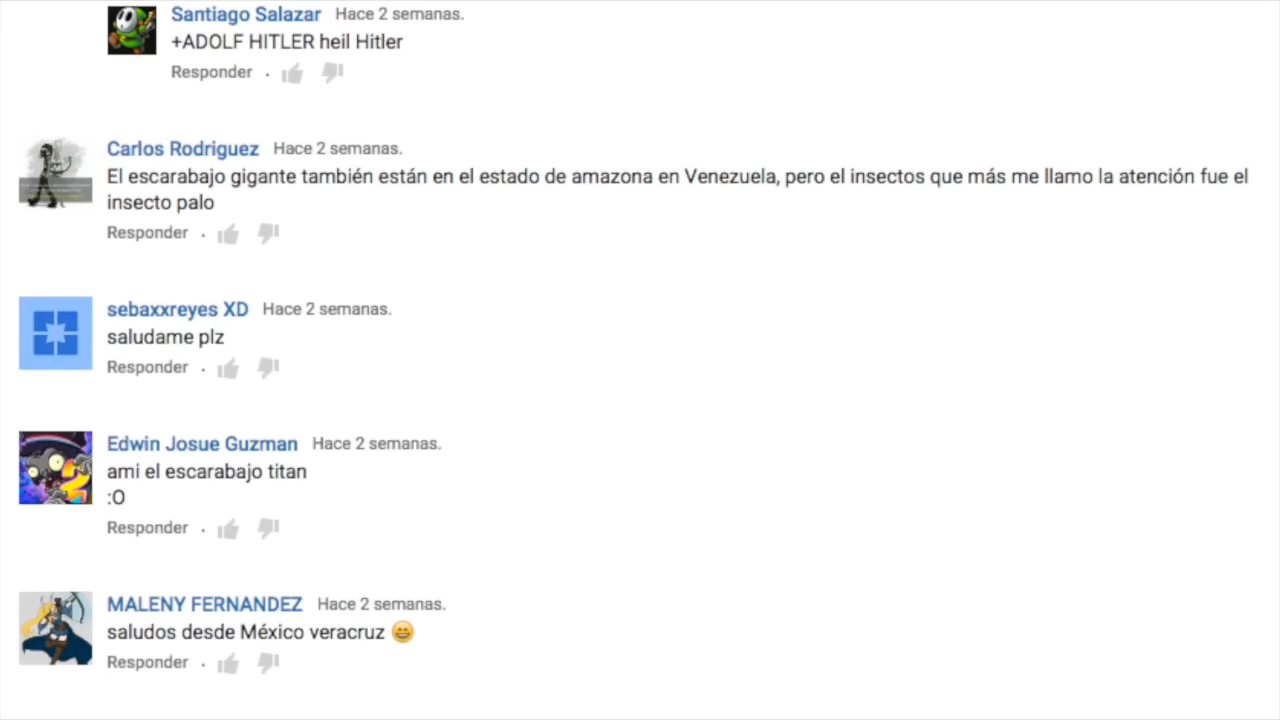 Santiago Salazar Hace 2 semanas.
+ADOLF HITLER heil Hitler
Responder .
Carlos Rodriguez Hace 2 semanas.
El escarabajo gigante también están en el estado de amazona en Venezuela, pero el insectos que más me llamo la atención fue el
insecto palo
Responder .
sebaxxreyes XD Hace 2 semanas.
saludame plz
Responder .
Edwin Josue Guzman Hace 2 semanas.
ami el escarabajo titan
:O
Responder .
MALENY FERNANDEZ Hace 2 semanas.
saludos desde México veracruz 😄
Responder .